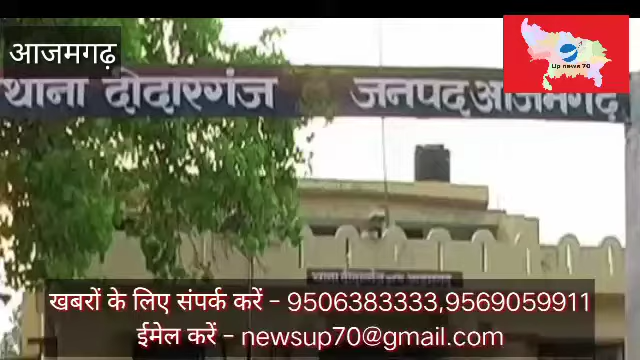 आजमगढ़
Up news 70
थाना दीदारगंज जनपद आजमगढ़
खबरों के लिए संपर्क करें - 9506383333,9569059911
ईमेल करें - newsup70@gmail.com